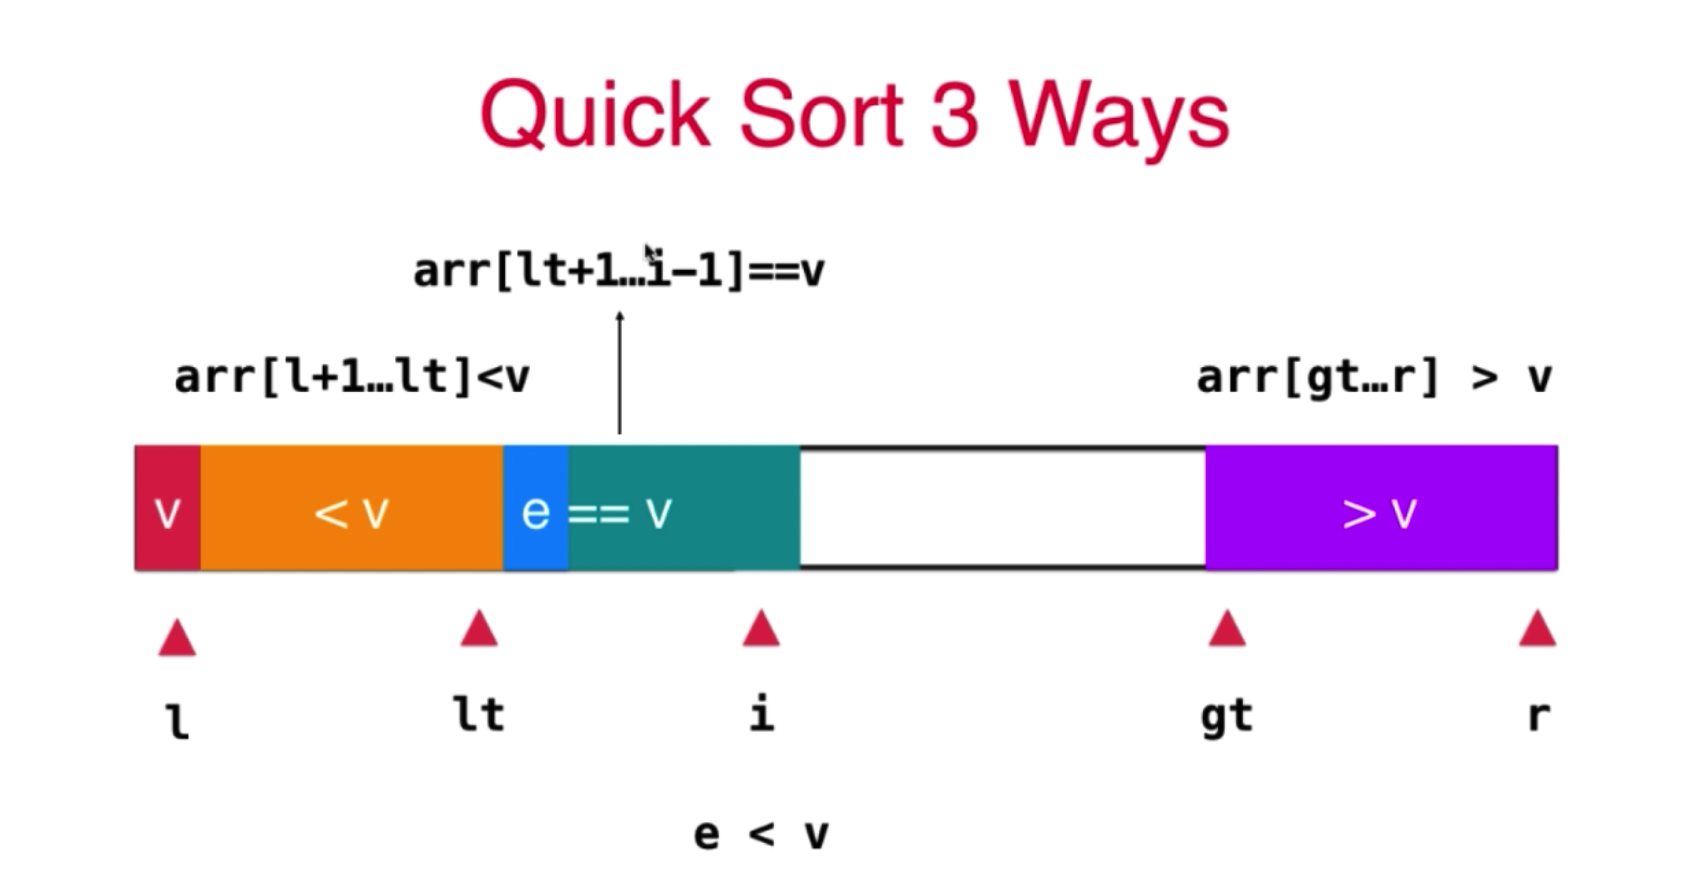 Quick Sort 3 Ways
arr[lt+1…i-1]==v
arr[l+1…lt]<v
arr[gt…r] > v
v
< v
e
== v
> v
l
lt
i
gt
r
e < v